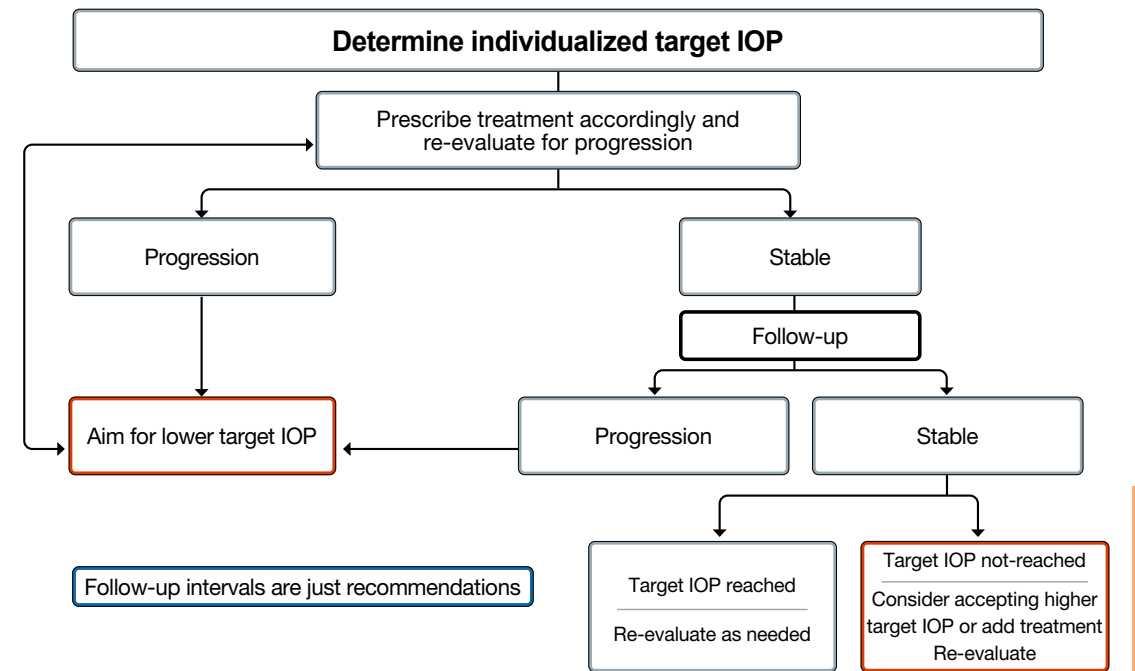 Determine individualized target IOP
Prescribe treatment accordingly and
re-evaluate for progression
Progression
Stable
Follow-up
Aim for lower target IOP
Progression
Stable
Target IOP reached
Re-evaluate as needed
Target IOP not-reached
Consider accepting higher
target IOP or add treatment
Re-evaluate
Follow-up intervals are just recommendations